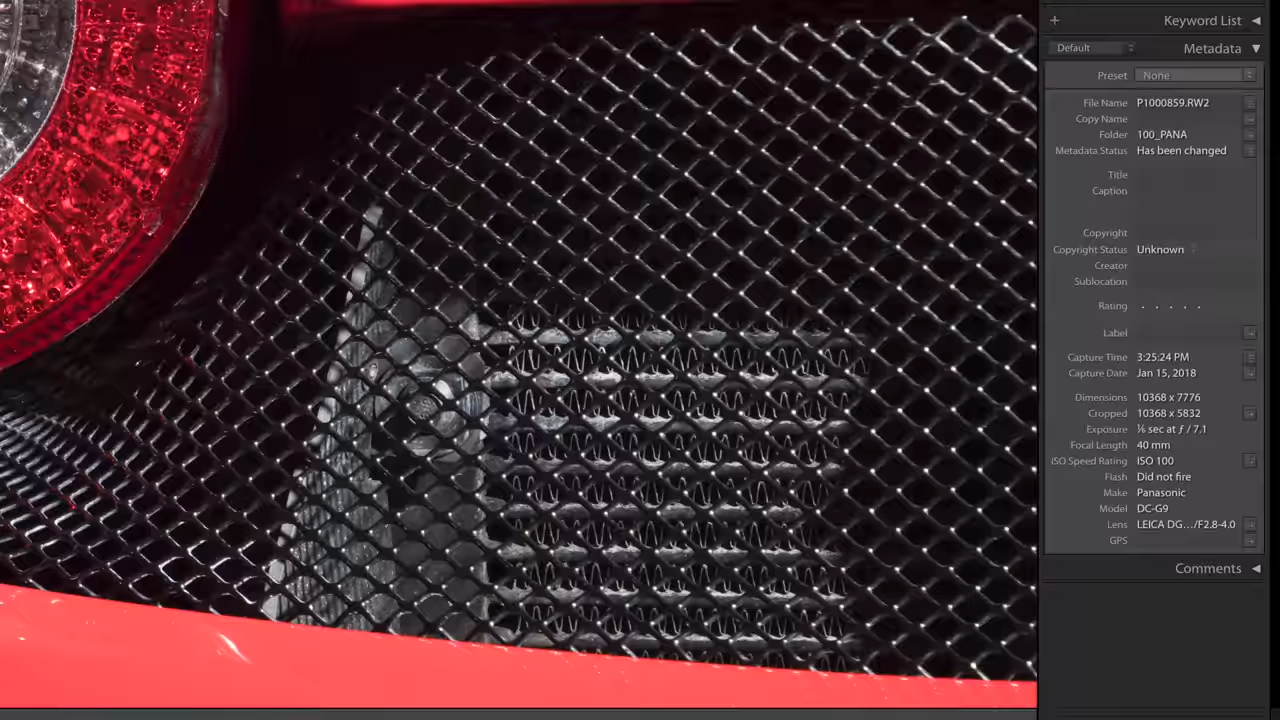 Keyword List
Default
Metadata
Preset None
File Name P1000859.RW2
Copy Name
Folder 100_PANA
Metadata Status Has been changed
Title
Caption
Copyright
Copyright Status Unknown
Creator
Sublocation
Rating . . . . .
Label
Capture Time 3:25:24 PM
Capture Date Jan 15, 2018
Dimensions 10368 x 7776
Cropped 10368 x 5832
Exposure ⅙ sec at ƒ / 7.1
Focal Length 40 mm
ISO Speed Rating ISO 100
Flash Did not fire
Make Panasonic
Model DC-G9
Lens LEICA DG…/F2.8-4.0
GPS
Comments